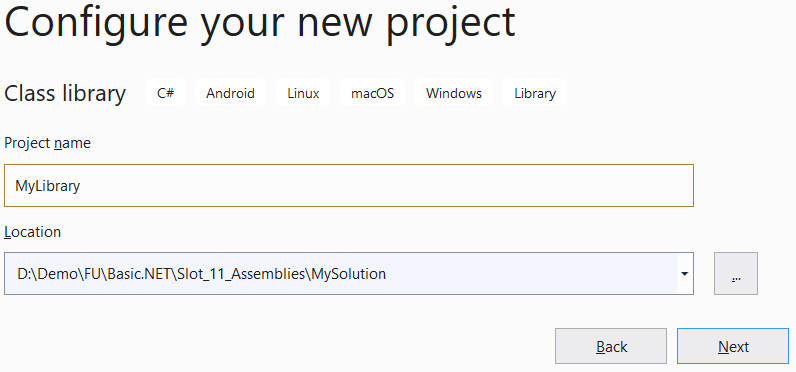 Configure your new project
Class library C# Android Linux macOS Windows Library
Project name
MyLibrary
Location
D:\Demo\FU\Basic.NET\Slot_11_Assemblies\MySolution ...
Back Next